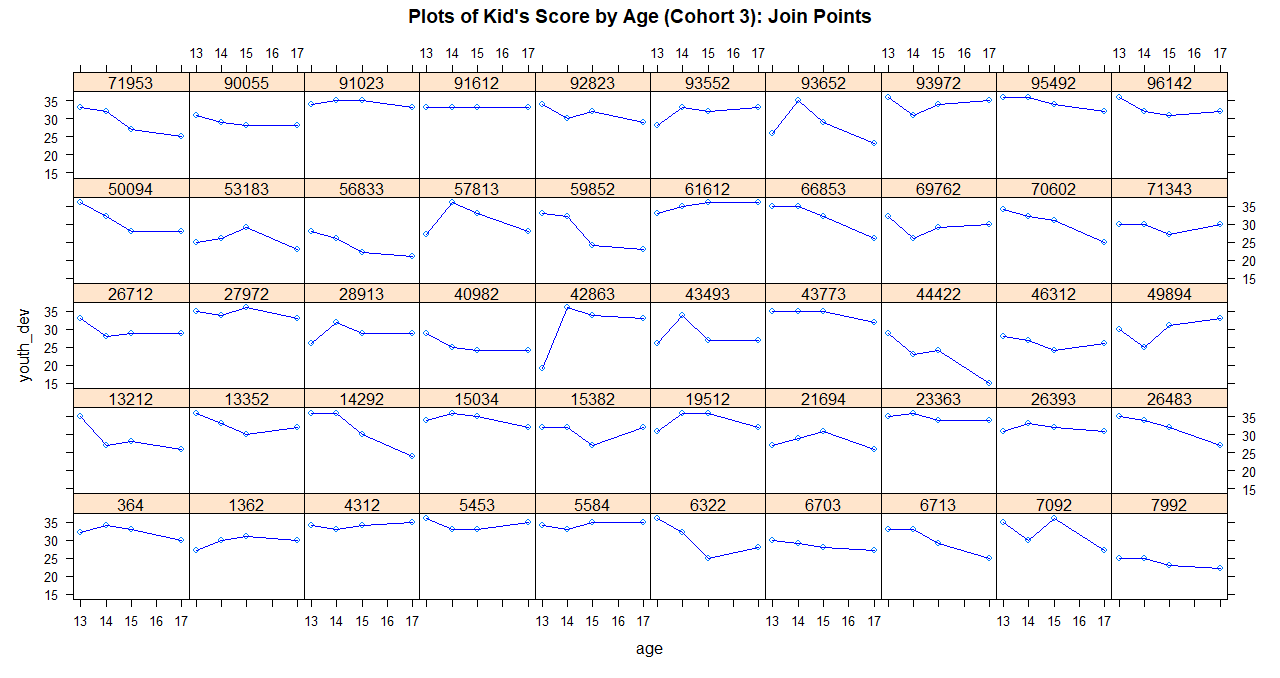 Plots of Kid's Score by Age (Cohort 3): Join Points
13 14 15 16 17 13 14 15 16 17 13 14 15 16 17 13 14 15 16 17 13 14 15 16 17
71953 90055 91023 91612 92823 93552 93652 93972 95492 96142
35
30
25
20
15
50094 53183 56833 57813 59852 61612 66853 69762 70602 71343
35
30
25
20
15
26712 27972 28913 40982 42863 43493 43773 44422 46312 49894
35
30
25
20
15
youth_dev
13212 13352 14292 15034 15382 19512 21694 23363 26393 26483
35
30
25
20
15
364 1362 4312 5453 5584 6322 6703 6713 7092 7992
35
30
25
20
15
13 14 15 16 17 13 14 15 16 17 13 14 15 16 17 13 14 15 16 17 13 14 15 16 17
age